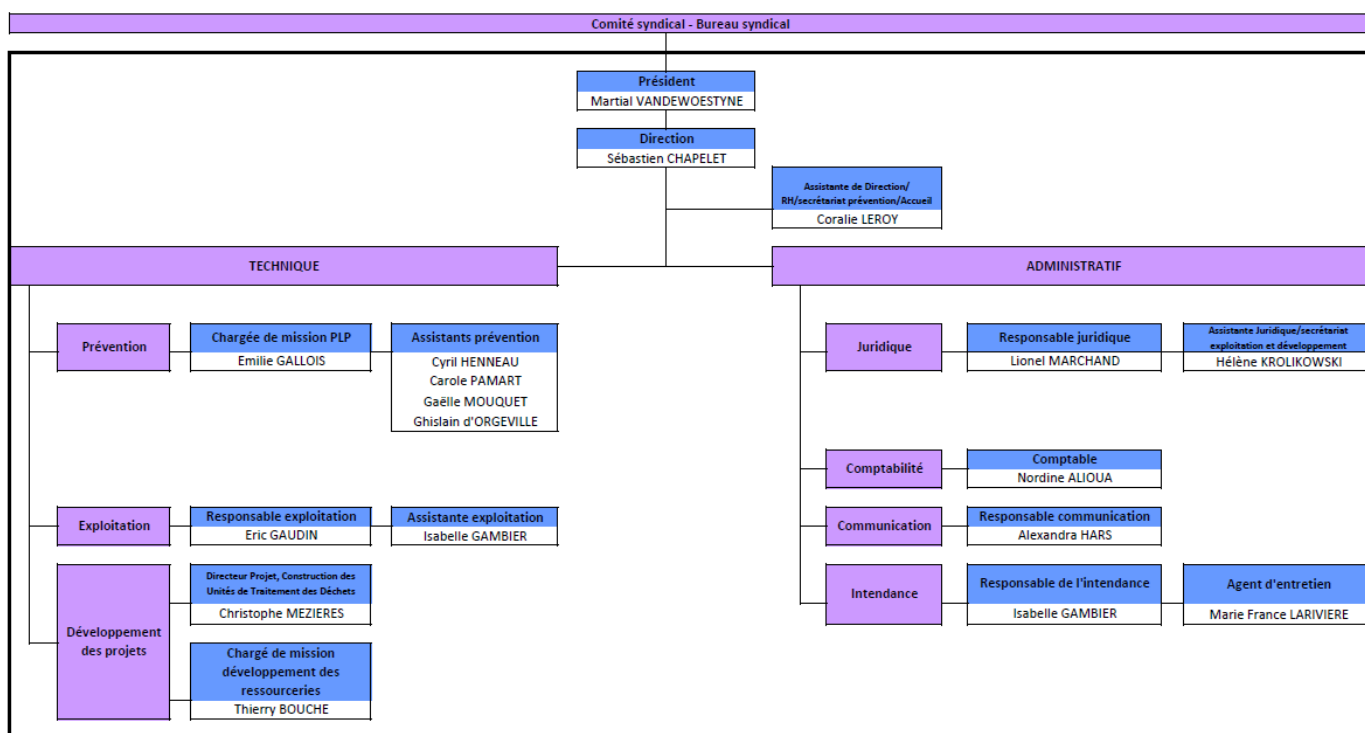 Comité syndical - Bureau syndical
Président
Martial VANDEWOESTYNE
Direction
Sébastien CHAPELET
Assistante de Direction/
RH/secrétariat prévention/Accueil
Coralie LEROY
TECHNIQUE
Prévention
Chargée de mission PLP
Emilie GALLOIS
Assistants prévention
Cyril HENNEAU
Carole PAMART
Gaëlle MOUQUET
Ghislain d'ORGEVILLE
Exploitation
Responsable exploitation
Eric GAUDIN
Assistante exploitation
Isabelle GAMBIER
Développement
des projets
Directeur Projet, Construction des
Unités de Traitement des Déchets
Christophe MEZIERES
Chargé de mission
développement des
ressourceries
Thierry BOUCHE
ADMINISTRATIF
Juridique
Responsable juridique
Lionel MARCHAND
Assistante Juridique/secrétariat
exploitation et développement
Hélène KROLIKOWSKI
Comptabilité
Comptable
Nordine ALIOUA
Communication
Responsable communication
Alexandra HARS
Intendance
Responsable de l'intendance
Isabelle GAMBIER
Agent d'entretien
Marie France LARIVIERE